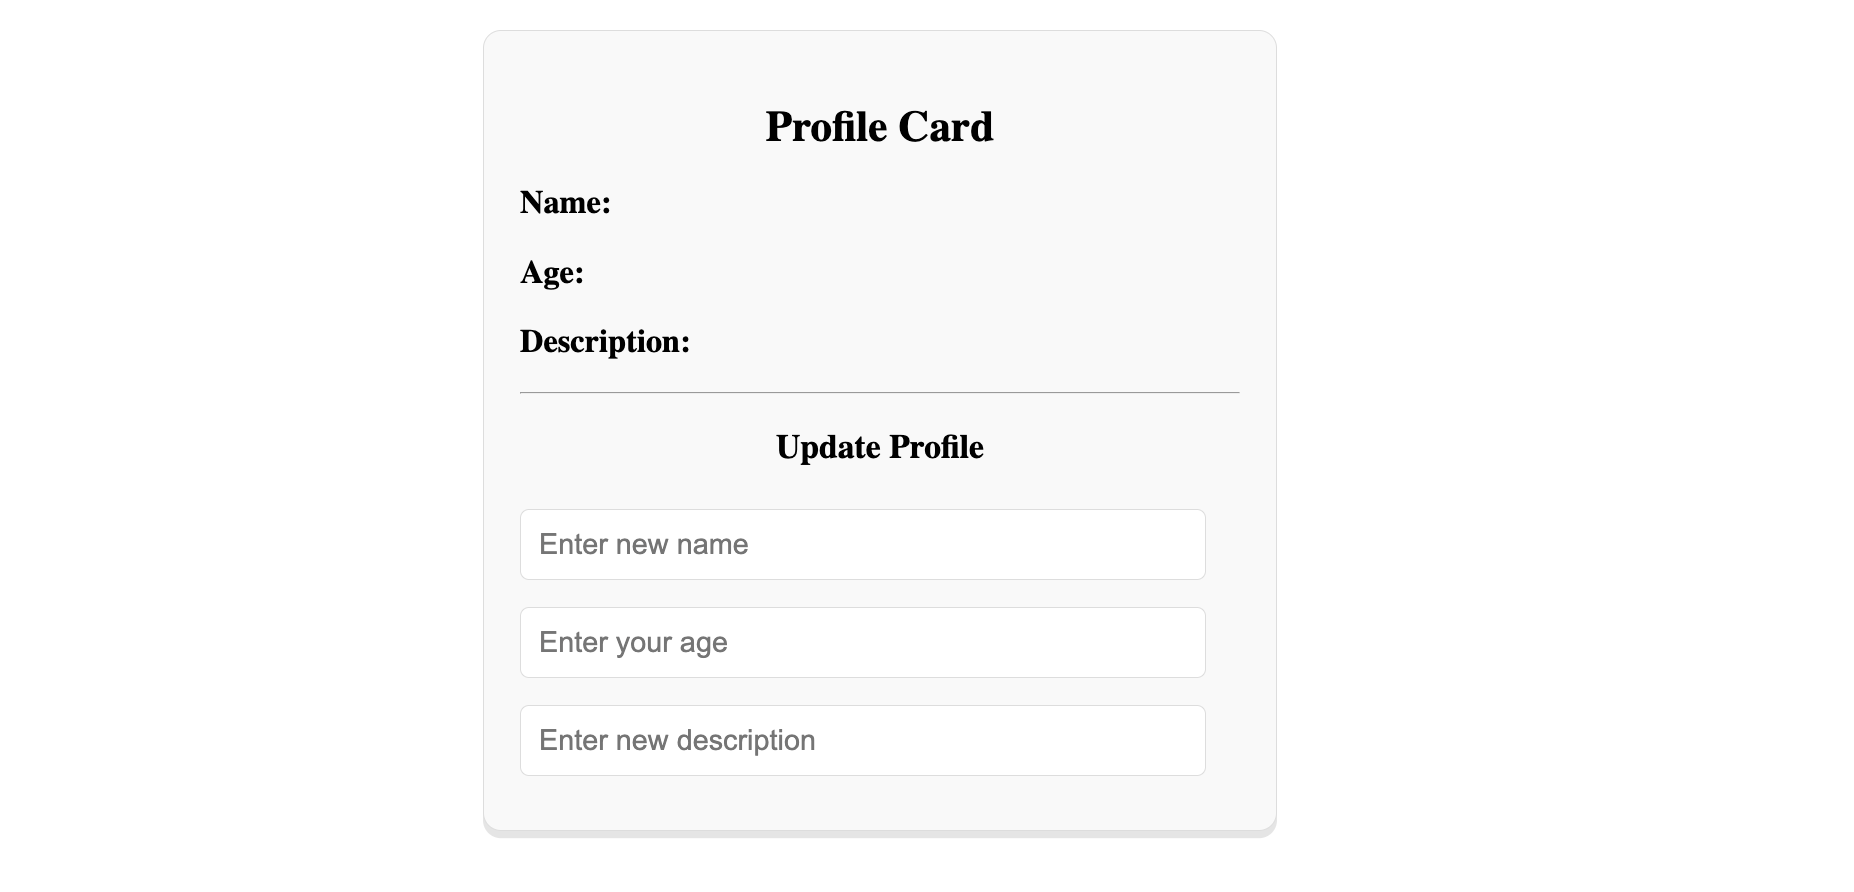 Profile Card
Name:
Age:
Description:
Update Profile
Enter new name
Enter your age
Enter new description